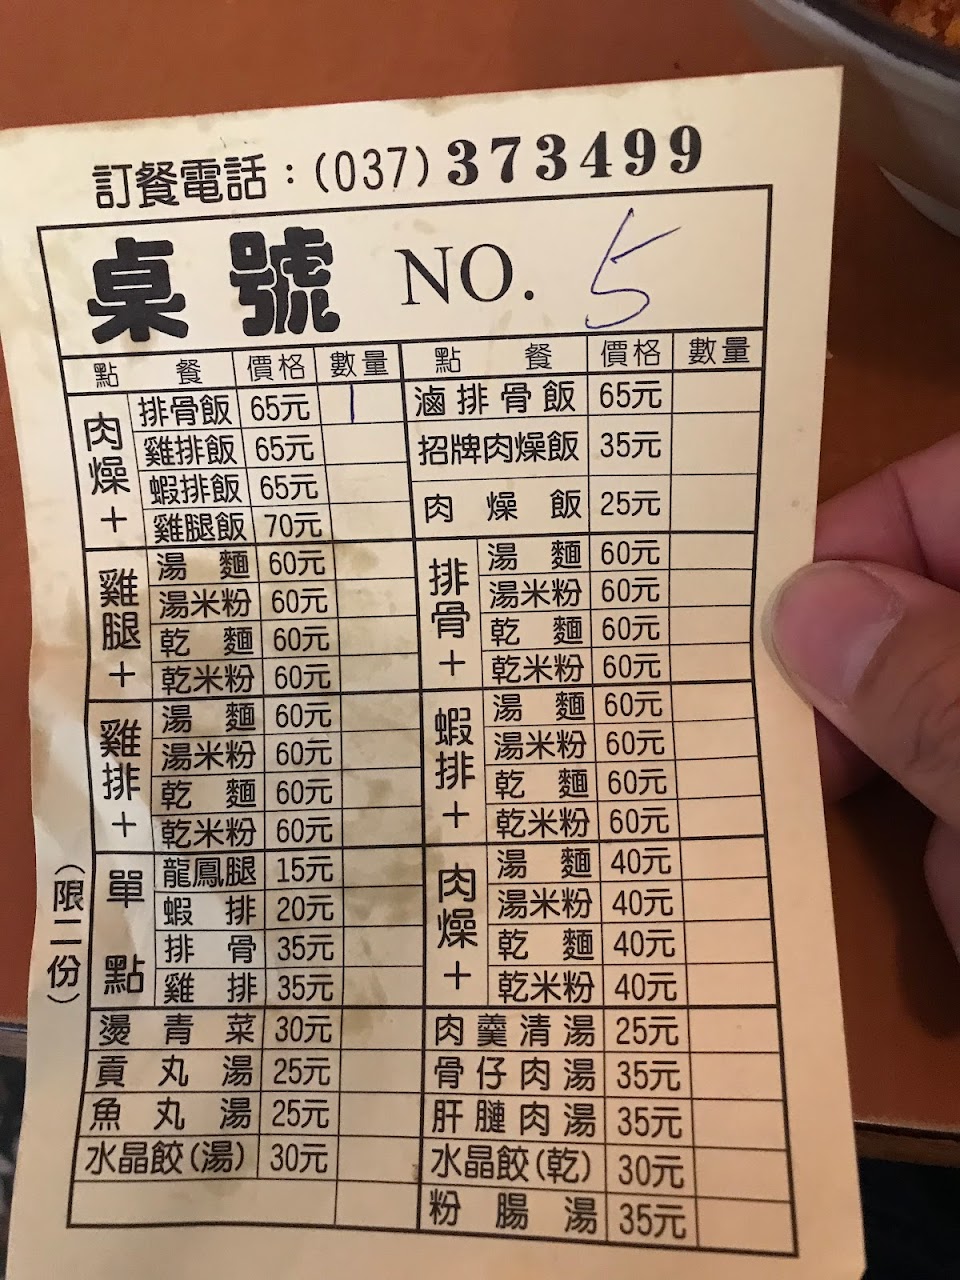 訂餐電話：(037)373499
桌號 NO. 5
點餐 價格 數量 點餐 價格 數量
肉燥＋ 排骨飯 65元 1 滷排骨飯 65元
雞排飯 65元 招牌肉燥飯 35元
蝦排飯 65元 肉燥飯 25元
雞腿飯 70元
雞腿＋ 湯麵 60元 排骨＋ 湯麵 60元
湯米粉 60元 湯米粉 60元
乾麵 60元 乾麵 60元
乾米粉 60元 乾米粉 60元
雞排＋ 湯麵 60元 蝦排＋ 湯麵 60元
湯米粉 60元 湯米粉 60元
乾麵 60元 乾麵 60元
乾米粉 60元 乾米粉 60元
(限二份) 單點 龍鳳腿 15元 肉燥＋ 湯麵 40元
蝦排 20元 湯米粉 40元
排骨 35元 乾麵 40元
雞排 35元 乾米粉 40元
燙青菜 30元 肉羹清湯 25元
貢丸湯 25元 骨仔肉湯 35元
魚丸湯 25元 肝膢肉湯 35元
水晶餃(湯) 30元 水晶餃(乾) 30元
粉腸湯 35元